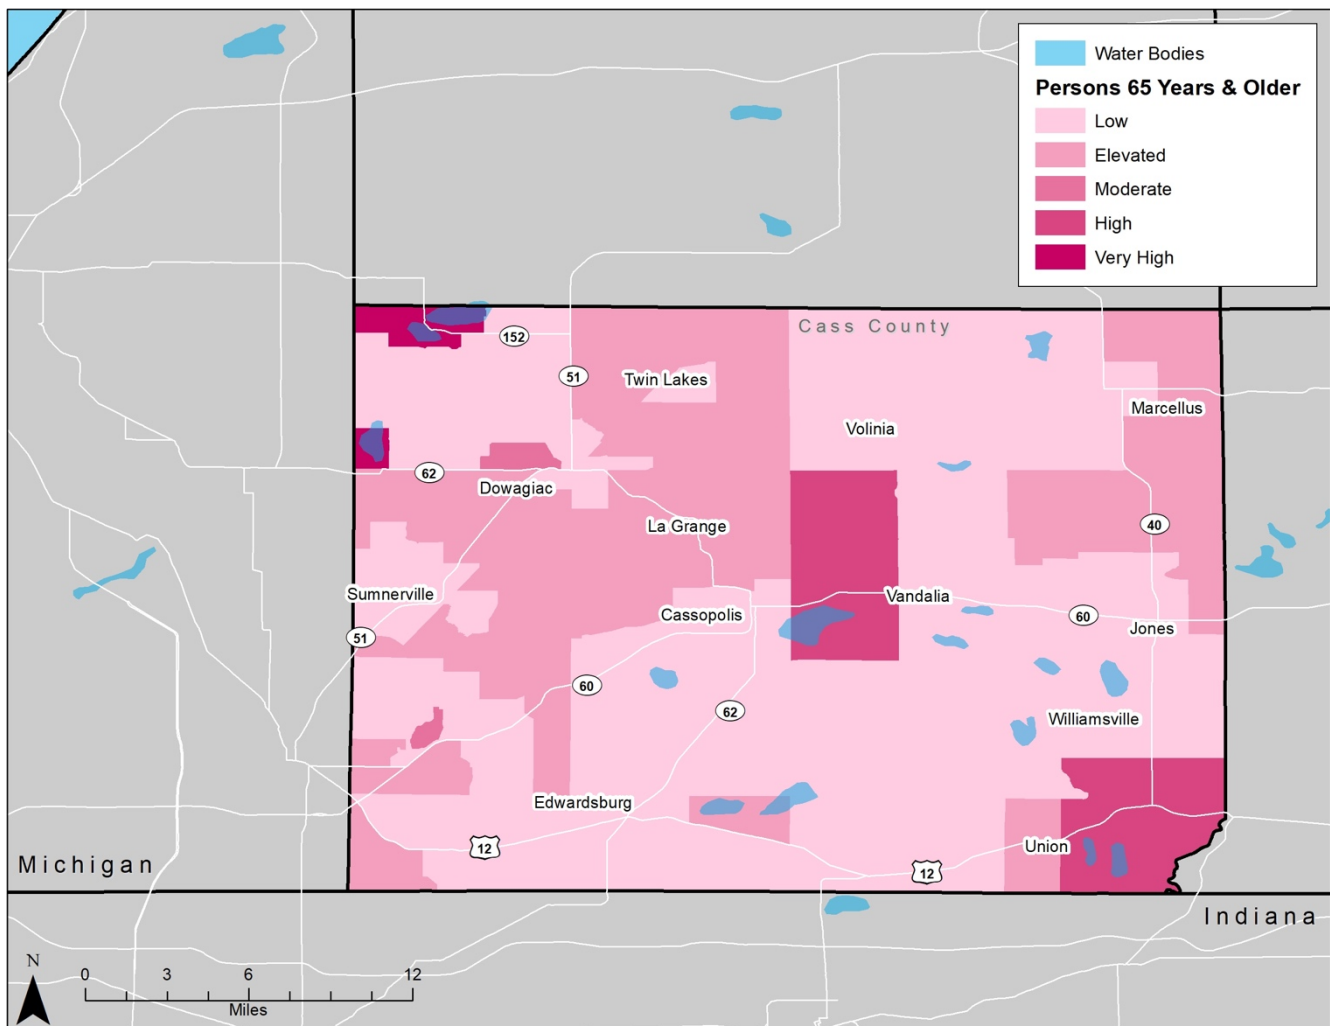 Water Bodies
Persons 65 Years & Older
Low
Elevated
Moderate
High
Very High
Cass County
152
51
Twin Lakes
Marcellus
Volinia
62
Dowagiac
La Grange
40
Sumnerville
Vandalia
Cassopolis
60
Jones
51
60
62
Williamsville
Edwardsburg
Union
12
12
Michigan
Indiana
N
0 3 6 12
Miles